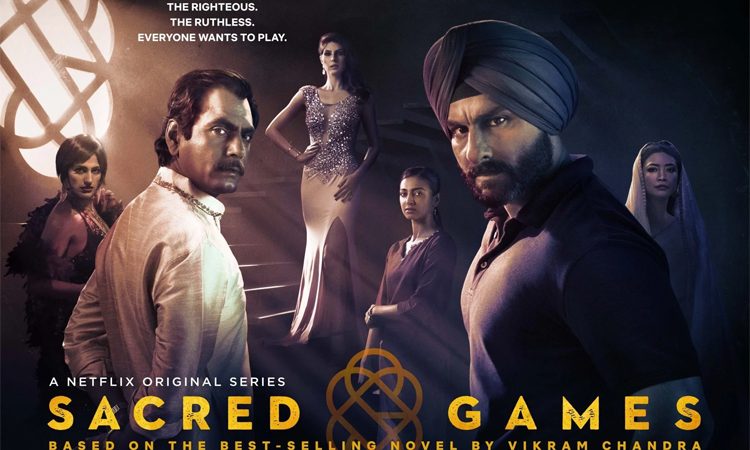 THE RIGHTEOUS.
THE RUTHLESS.
EVERYONE WANTS TO PLAY.
A NETFLIX ORIGINAL SERIES
SACRED GAMES
BASED ON THE BEST-SELLING NOVEL BY VIKRAM CHANDRA